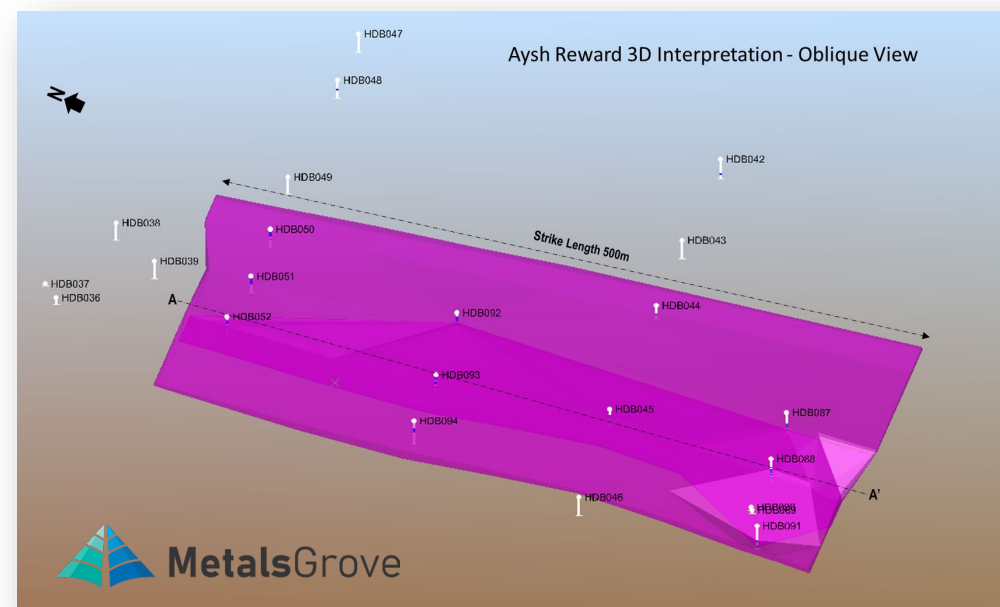 HDB047
Aysh Reward 3D Interpretation - Oblique View
HDB048
N
HDB042
HDB049
HDB038
HDB050
HDB043
HDB039
HDB051
Strike Length 500m
HDB037
HDB036
A
HDB044
HDB052
HDB092
HDB093
HDB045
HDB087
HDB094
HDB088
HDB046
A'
HDB089
HDB091
MetalsGrove